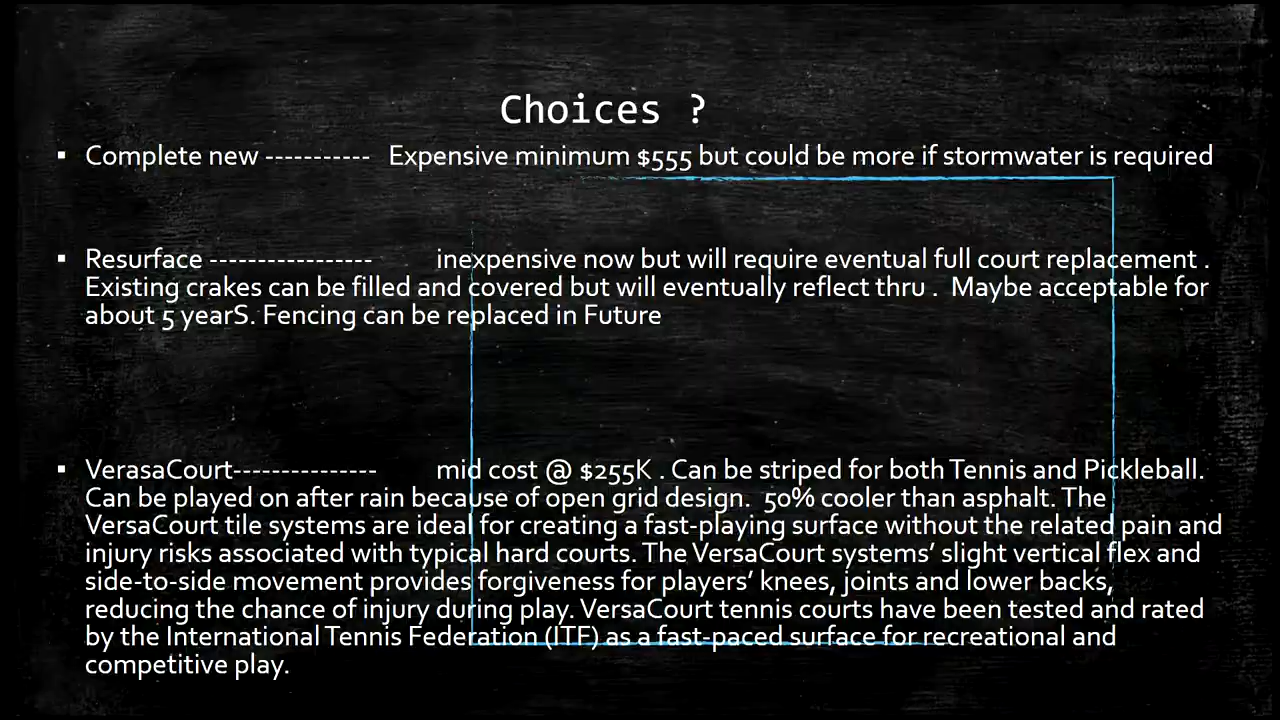 Choices ?
▪ Complete new ----------- Expensive minimum $555 but could be more if stormwater is required
▪ Resurface ----------------- inexpensive now but will require eventual full court replacement .
Existing crakes can be filled and covered but will eventually reflect thru . Maybe acceptable for
about 5 yearS. Fencing can be replaced in Future
▪ VerasaCourt--------------- mid cost @ $255K . Can be striped for both Tennis and Pickleball.
Can be played on after rain because of open grid design. 50% cooler than asphalt. The
VersaCourt tile systems are ideal for creating a fast-playing surface without the related pain and
injury risks associated with typical hard courts. The VersaCourt systems’ slight vertical flex and
side-to-side movement provides forgiveness for players’ knees, joints and lower backs,
reducing the chance of injury during play. VersaCourt tennis courts have been tested and rated
by the International Tennis Federation (ITF) as a fast-paced surface for recreational and
competitive play.